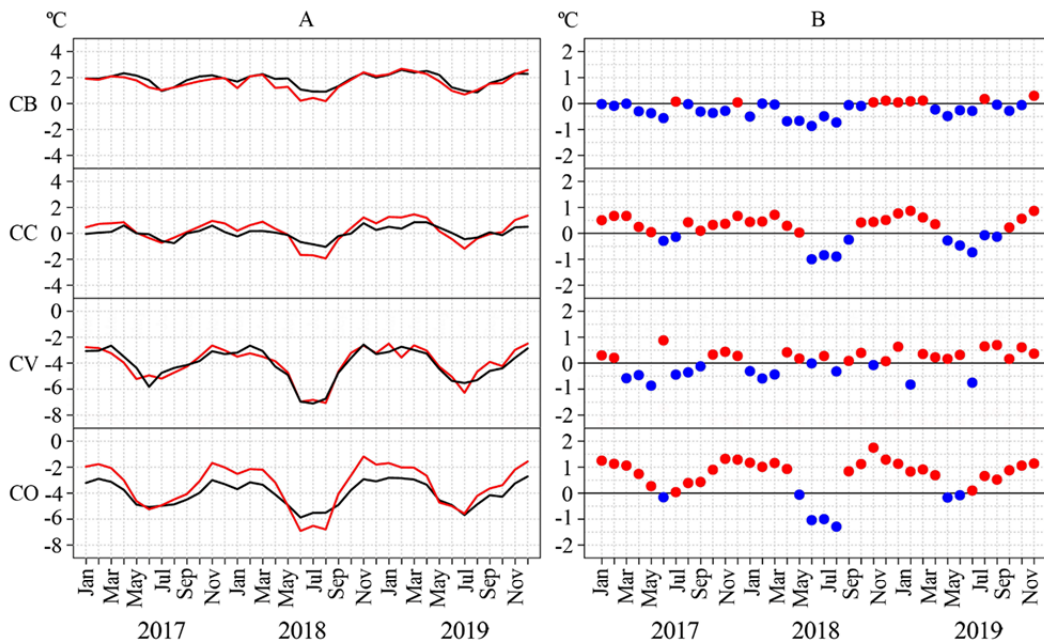 ºC A ºC B
CB 4 2 0 -2 -4 2 1 0 -1 -2
CC 4 2 0 -2 -4 2 1 0 -1 -2
CV 0 -2 -4 -6 -8 2 1 0 -1 -2
CO 0 -2 -4 -6 -8 2 1 0 -1 -2
Jan Mar May Jul Sep Nov Jan Mar May Jul Sep Nov Jan Mar May Jul Sep Nov Jan Mar May Jul Sep Nov Jan Mar May Jul Sep Nov Jan Mar May Jul Sep Nov
2017 2018 2019 2017 2018 2019